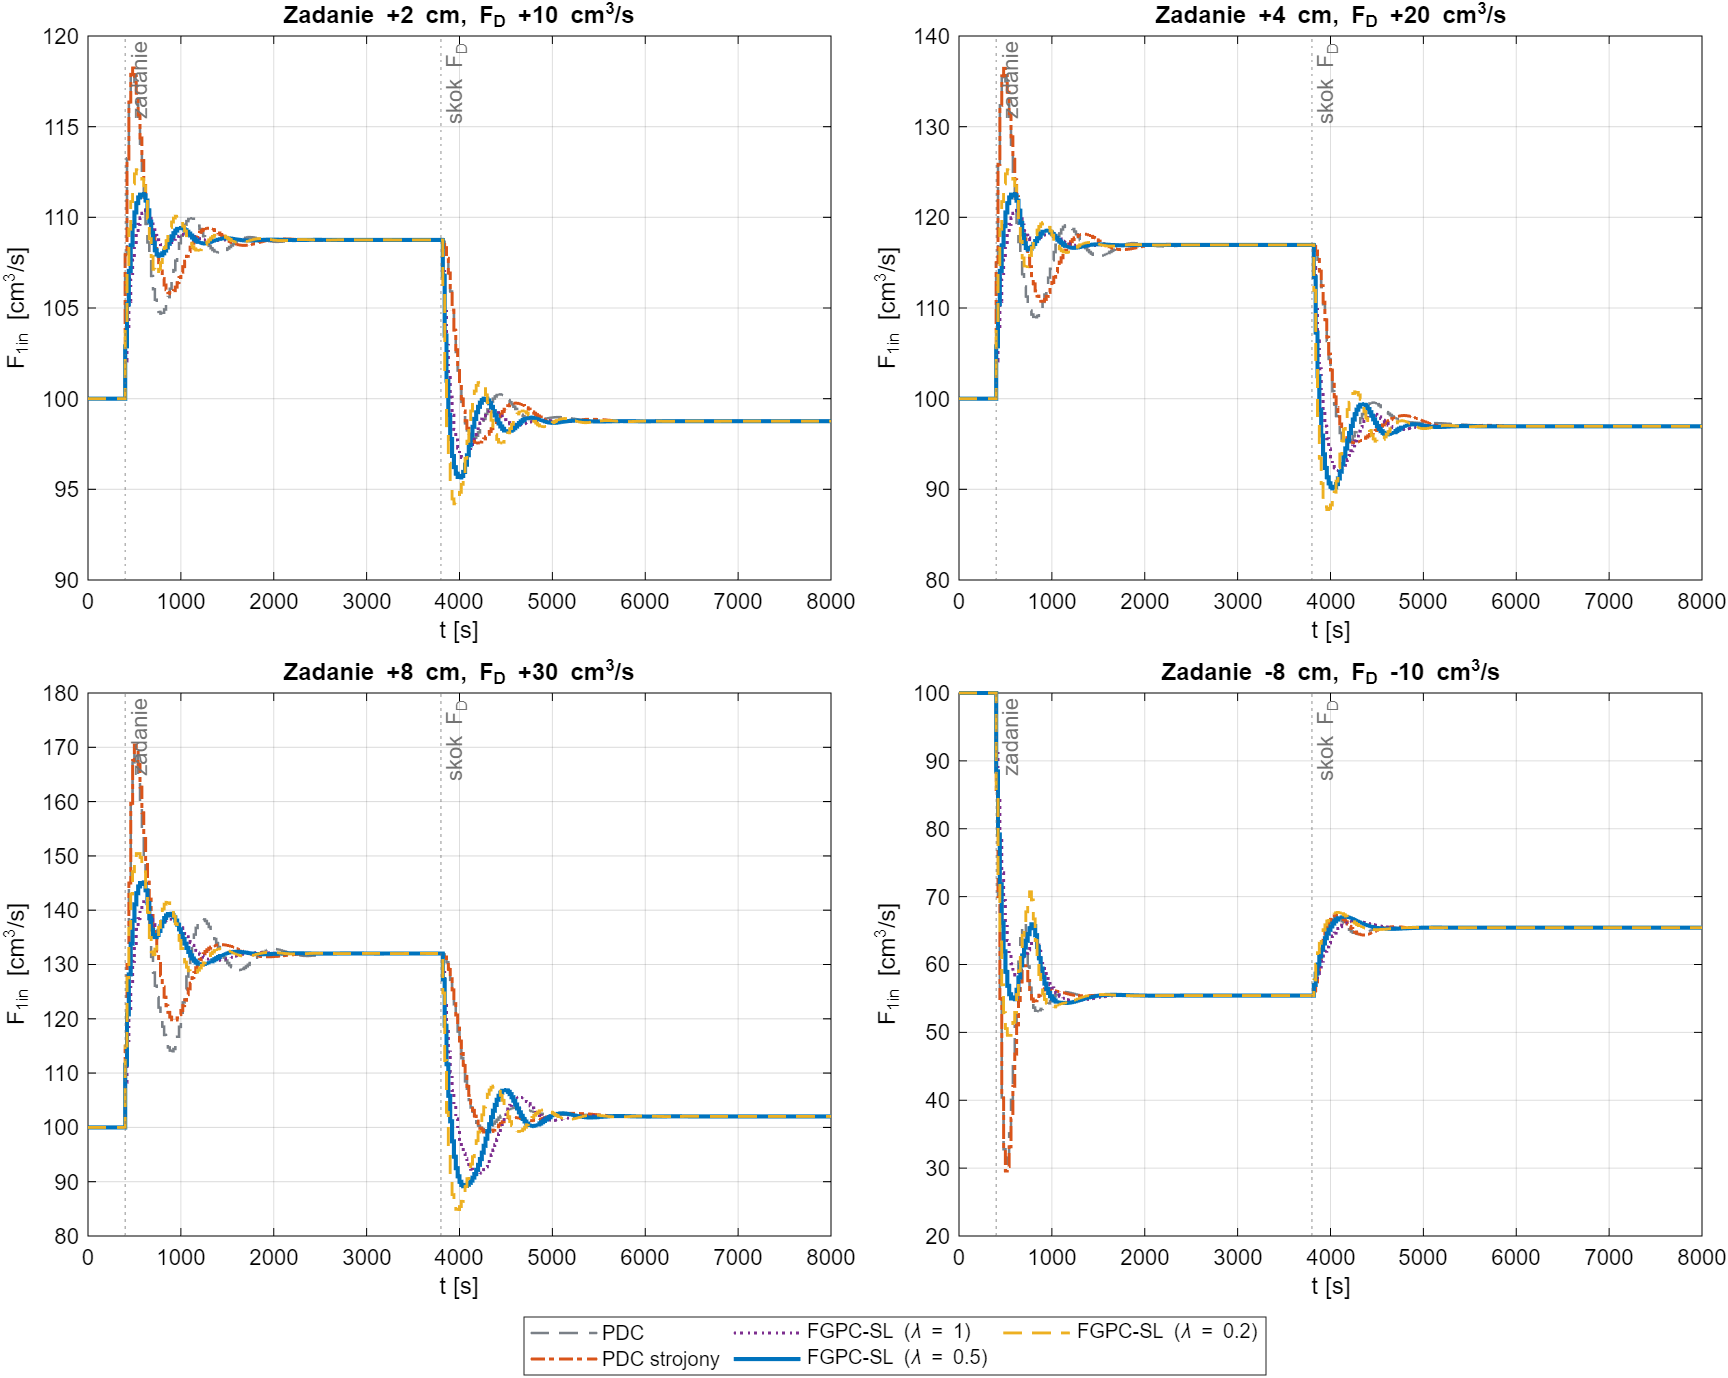 Zadanie +2 cm, F_D +10 cm³/s
120
115
110
105
100
95
90
F_1in [cm³/s]
zadanie
skok F_D
0 1000 2000 3000 4000 5000 6000 7000 8000
t [s]
Zadanie +4 cm, F_D +20 cm³/s
140
130
120
110
100
90
80
F_1in [cm³/s]
zadanie
skok F_D
0 1000 2000 3000 4000 5000 6000 7000 8000
t [s]
Zadanie +8 cm, F_D +30 cm³/s
180
170
160
150
140
130
120
110
100
90
80
F_1in [cm³/s]
zadanie
skok F_D
0 1000 2000 3000 4000 5000 6000 7000 8000
t [s]
Zadanie -8 cm, F_D -10 cm³/s
100
90
80
70
60
50
40
30
20
F_1in [cm³/s]
zadanie
skok F_D
0 1000 2000 3000 4000 5000 6000 7000 8000
t [s]
PDC
PDC strojony
FGPC-SL (λ = 1)
FGPC-SL (λ = 0.5)
FGPC-SL (λ = 0.2)